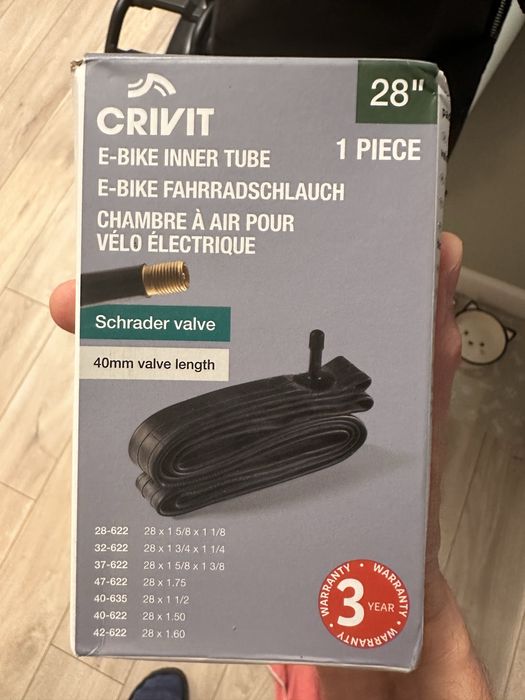 28"
CRIVIT
1 PIECE
E-BIKE INNER TUBE
E-BIKE FAHRRADSCHLAUCH
CHAMBRE À AIR POUR
VÉLO ÉLECTRIQUE
Schrader valve
40mm valve length
28-622 28 x 1 5/8 x 1 1/8
32-622 28 x 1 3/4 x 1 1/4
37-622 28 x 1 5/8 x 1 3/8
47-622 28 x 1.75
40-635 28 x 1 1/2
40-622 28 x 1.50
42-622 28 x 1.60
WARRANTY • WARRANTY • WARRANTY • WARRANTY •
3 YEAR